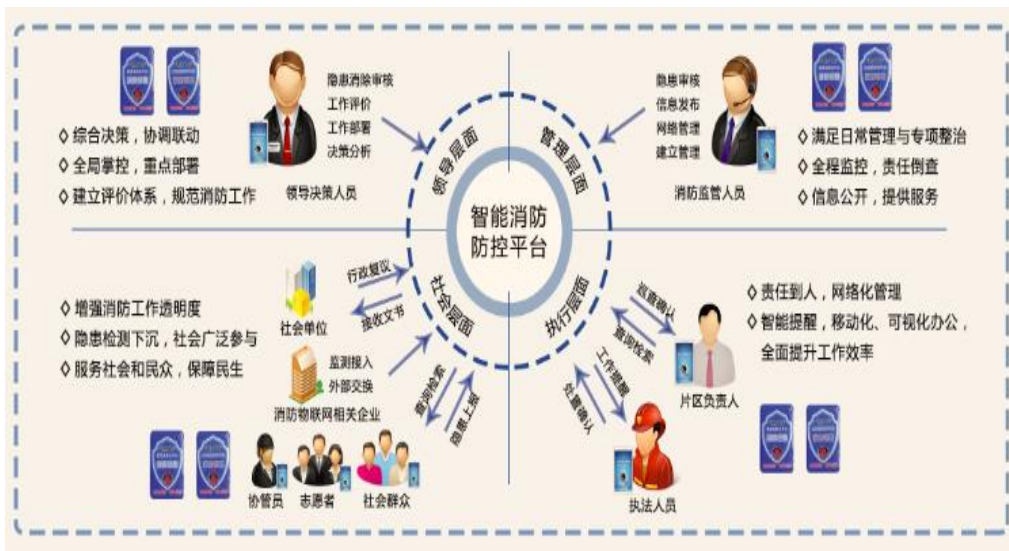 隐患消除审核
工作评价
工作部署
决策分析
领导决策人员
◇ 综合决策，协调联动
◇ 全局掌控，重点部署
◇ 建立评价体系，规范消防工作
领导层面
管理层面
隐患审核
信息发布
网络管理
建立管理
消防监管人员
◇ 满足日常管理与专项整治
◇ 全程监控，责任倒查
◇ 信息公开，提供服务
智能消防
防控平台
社会层面
执行层面
◇ 增强消防工作透明度
◇ 隐患检测下沉，社会广泛参与
◇ 服务社会和民众，保障民生
社会单位
行政复议
接收文书
监测接入
外部交换
消防物联网相关企业
查询检索
隐患上报
协管员
志愿者
社会群众
巡查确认
查询检索
工作提醒
处置确认
片区负责人
执法人员
◇ 责任到人，网络化管理
◇ 智能提醒，移动化、可视化办公，
全面提升工作效率